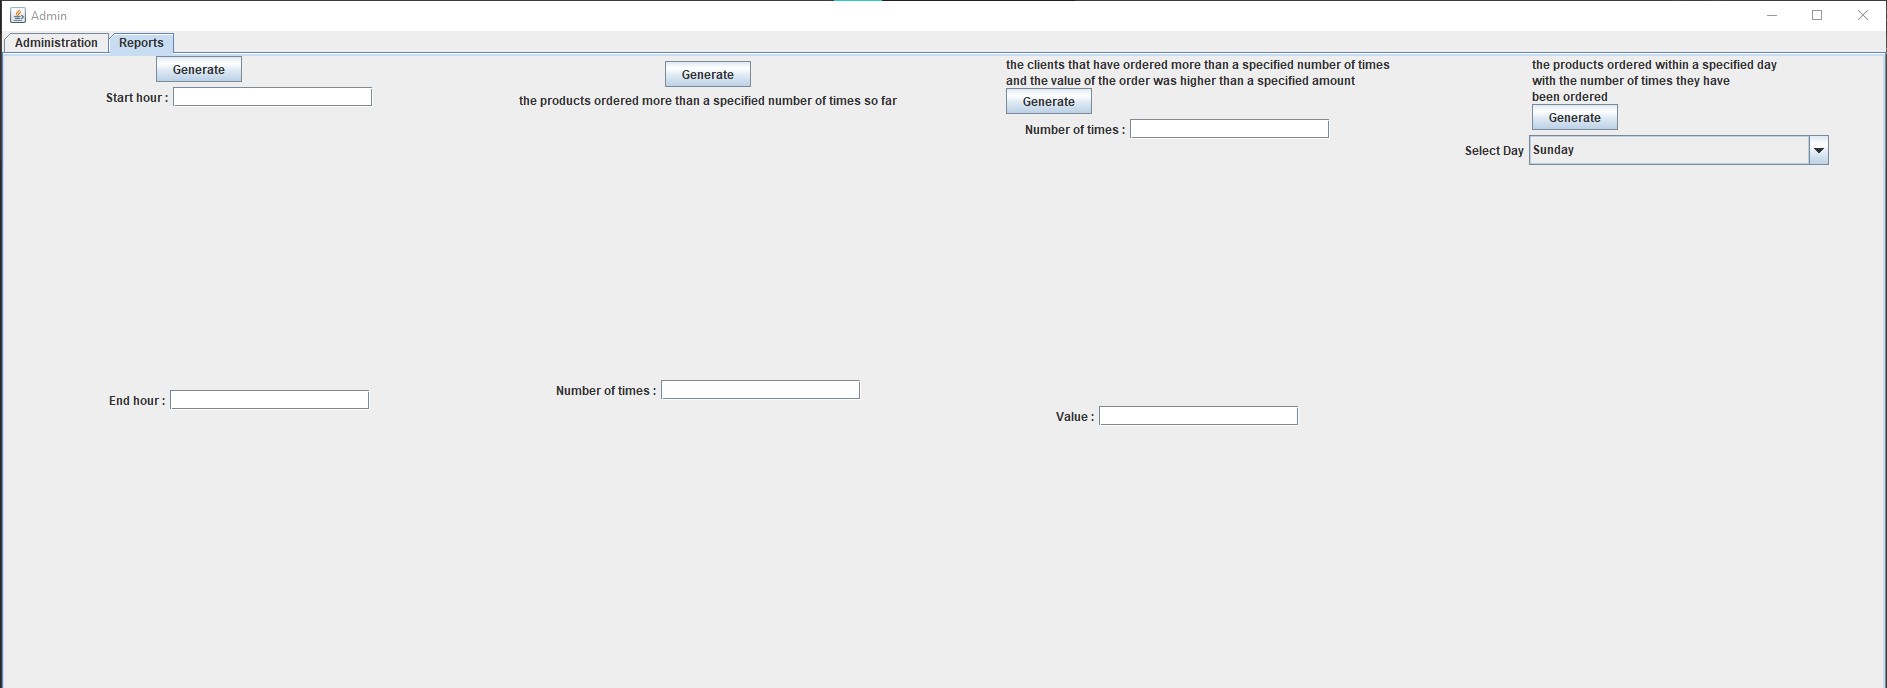 Admin
Administration
Reports
Generate
Start hour :
End hour :
Generate
the products ordered more than a specified number of times so far
Number of times :
the clients that have ordered more than a specified number of times
and the value of the order was higher than a specified amount
Generate
Number of times :
Value :
the products ordered within a specified day
with the number of times they have
been ordered
Generate
Select Day
Sunday